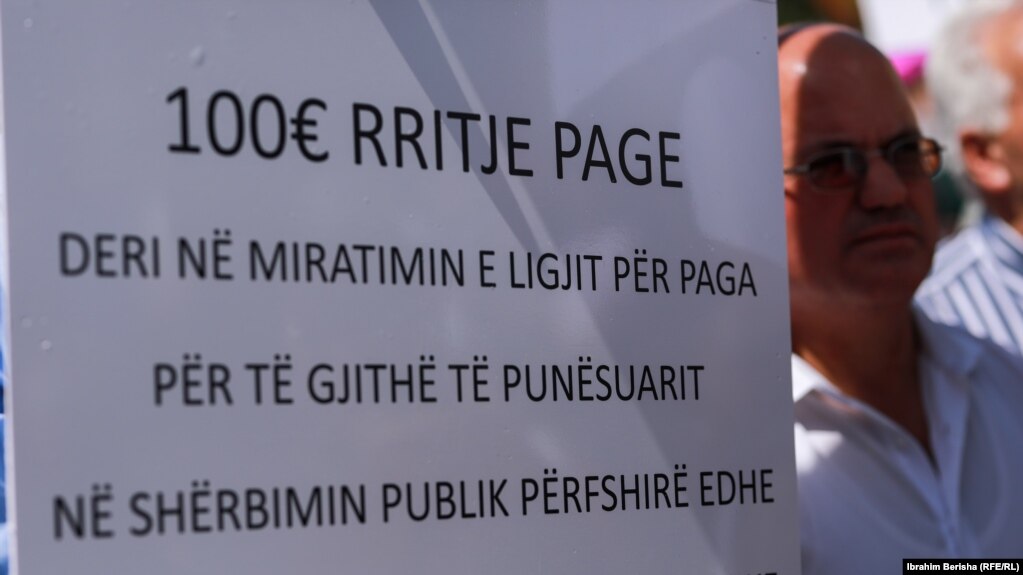 100€ RRITJE PAGE
DERI NË MIRATIMIN E LIGJIT PËR PAGA
PËR TË GJITHË TË PUNËSUARIT
NË SHËRBIMIN PUBLIK PËRFSHIRË EDHE
Ibrahim Berisha (RFE/RL)